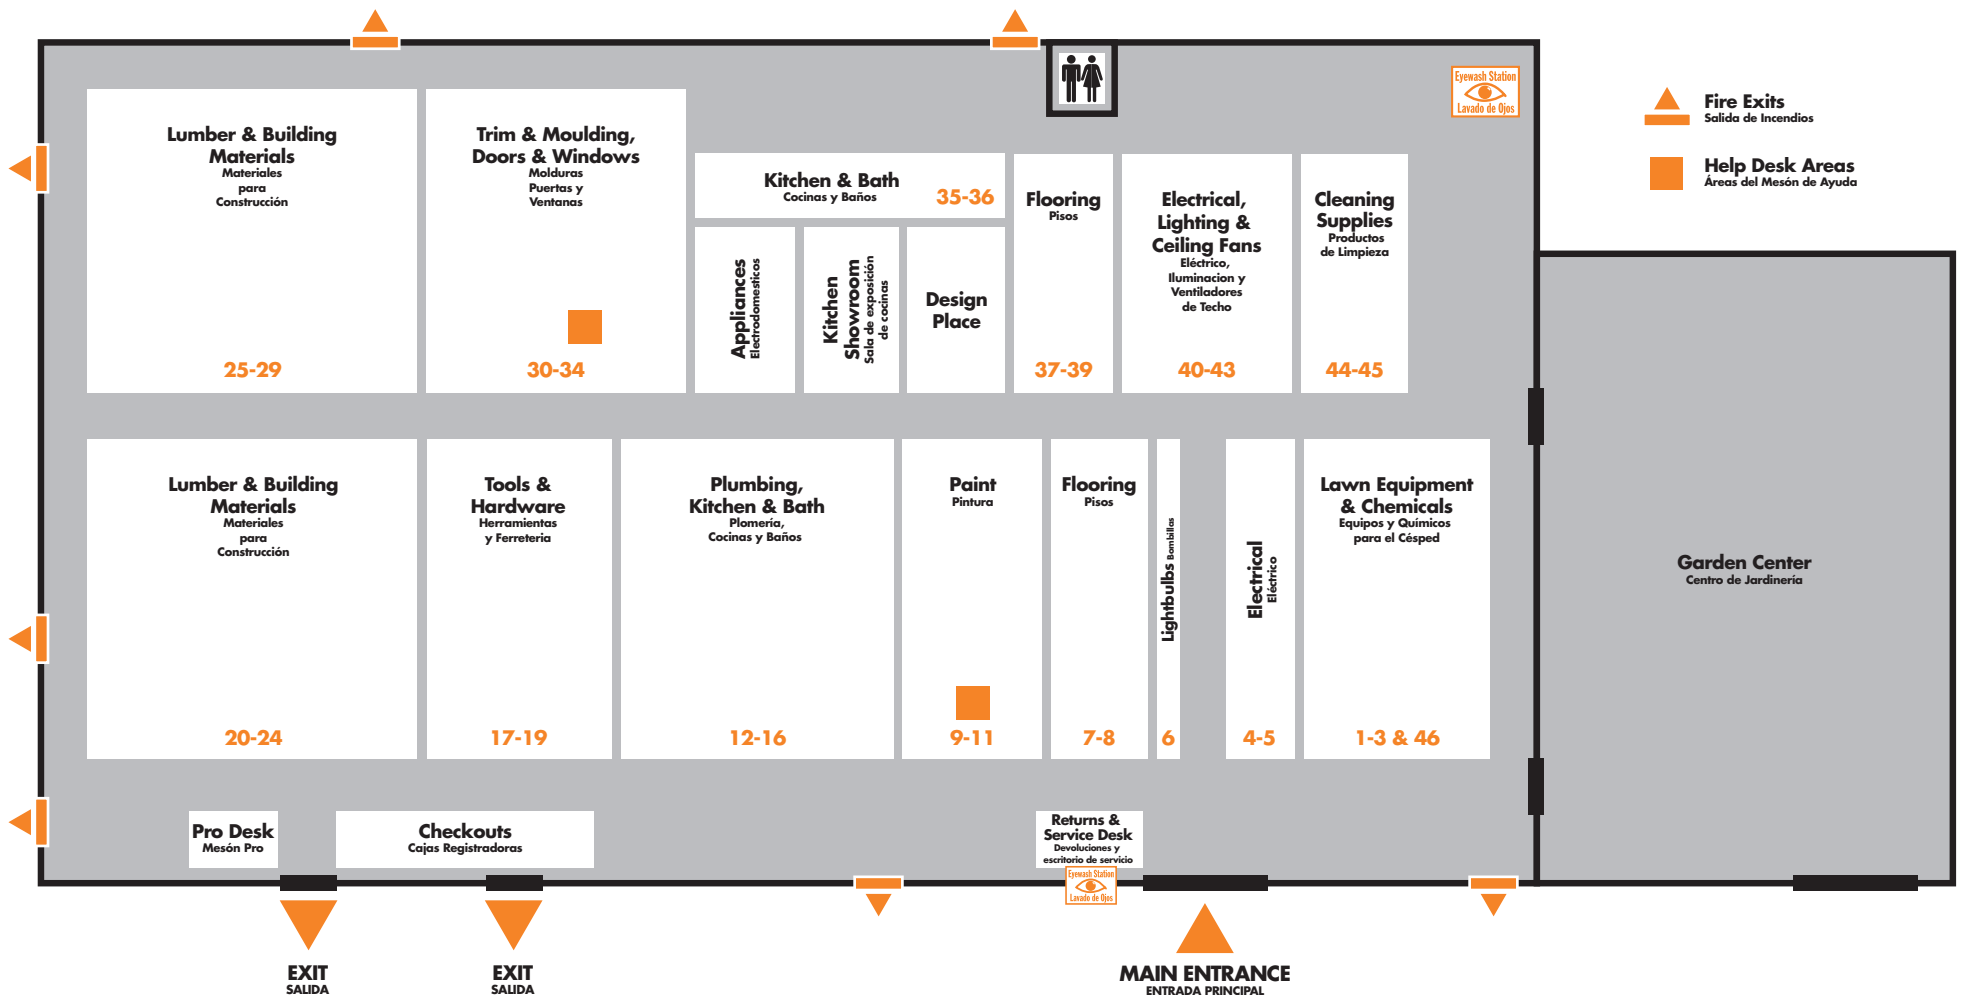 Eyewash Station
Lavado de Ojos
Fire Exits
Salida de Incendios
Help Desk Areas
Áreas del Mesón de Ayuda
Lumber & Building
Materials
Materiales
para
Construcción
25-29
Trim & Moulding,
Doors & Windows
Molduras
Puertas y
Ventanas
30-34
Kitchen & Bath
Cocinas y Baños
35-36
Appliances
Electrodomesticos
Kitchen
Showroom
Sala de exposición
de cocinas
Design
Place
Flooring
Pisos
37-39
Electrical,
Lighting &
Ceiling Fans
Eléctrico,
Iluminacion y
Ventiladores
de Techo
40-43
Cleaning
Supplies
Productos
de Limpieza
44-45
Lumber & Building
Materials
Materiales
para
Construcción
20-24
Tools &
Hardware
Herramientas
y Ferreteria
17-19
Plumbing,
Kitchen & Bath
Plomería,
Cocinas y Baños
12-16
Paint
Pintura
9-11
Flooring
Pisos
7-8
Lightbulbs Bombillas
6
Electrical
Eléctrico
4-5
Lawn Equipment
& Chemicals
Equipos y Químicos
para el Césped
1-3 & 46
Garden Center
Centro de Jardinería
Pro Desk
Mesón Pro
Checkouts
Cajas Registradoras
Returns &
Service Desk
Devoluciones y
escritorio de servicio
Eyewash Station
Lavado de Ojos
EXIT
SALIDA
EXIT
SALIDA
MAIN ENTRANCE
ENTRADA PRINCIPAL